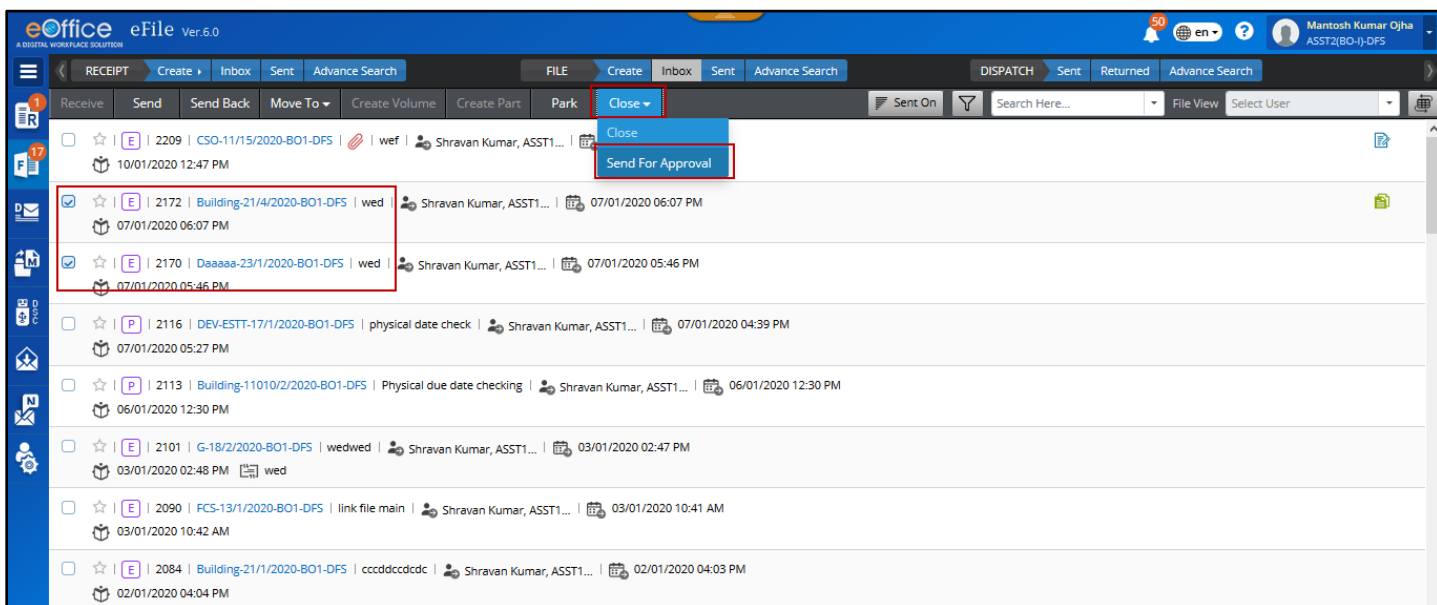 eOffice eFile Ver.6.0 50 en ? Mantosh Kumar Ojha
A DIGITAL WORKPLACE SOLUTION ASST2(BO-I)-DFS
RECEIPT Create Inbox Sent Advance Search FILE Create Inbox Sent Advance Search DISPATCH Sent Returned Advance Search
1 R Receive Send Send Back Move To Create Volume Create Part Park Close Sent On Search Here... File View Select User
Close
Send For Approval
E | 2209 | CSO-11/15/2020-BO1-DFS | wef | Shravan Kumar, ASST1... |
10/01/2020 12:47 PM
17 F
E | 2172 | Building-21/4/2020-BO1-DFS | wed | Shravan Kumar, ASST1... | 07/01/2020 06:07 PM
07/01/2020 06:07 PM
D
E | 2170 | Daaaaa-23/1/2020-BO1-DFS | wed | Shravan Kumar, ASST1... | 07/01/2020 05:46 PM
07/01/2020 05:46 PM
M
DSC
P | 2116 | DEV-ESTT-17/1/2020-BO1-DFS | physical date check | Shravan Kumar, ASST1... | 07/01/2020 04:39 PM
07/01/2020 05:27 PM
P | 2113 | Building-11010/2/2020-BO1-DFS | Physical due date checking | Shravan Kumar, ASST1... | 06/01/2020 12:30 PM
06/01/2020 12:30 PM
N
E | 2101 | G-18/2/2020-BO1-DFS | wedwed | Shravan Kumar, ASST1... | 03/01/2020 02:47 PM
03/01/2020 02:48 PM wed
E | 2090 | FCS-13/1/2020-BO1-DFS | link file main | Shravan Kumar, ASST1... | 03/01/2020 10:41 AM
03/01/2020 10:42 AM
E | 2084 | Building-21/1/2020-BO1-DFS | cccddccdcdc | Shravan Kumar, ASST1... | 02/01/2020 04:03 PM
02/01/2020 04:04 PM